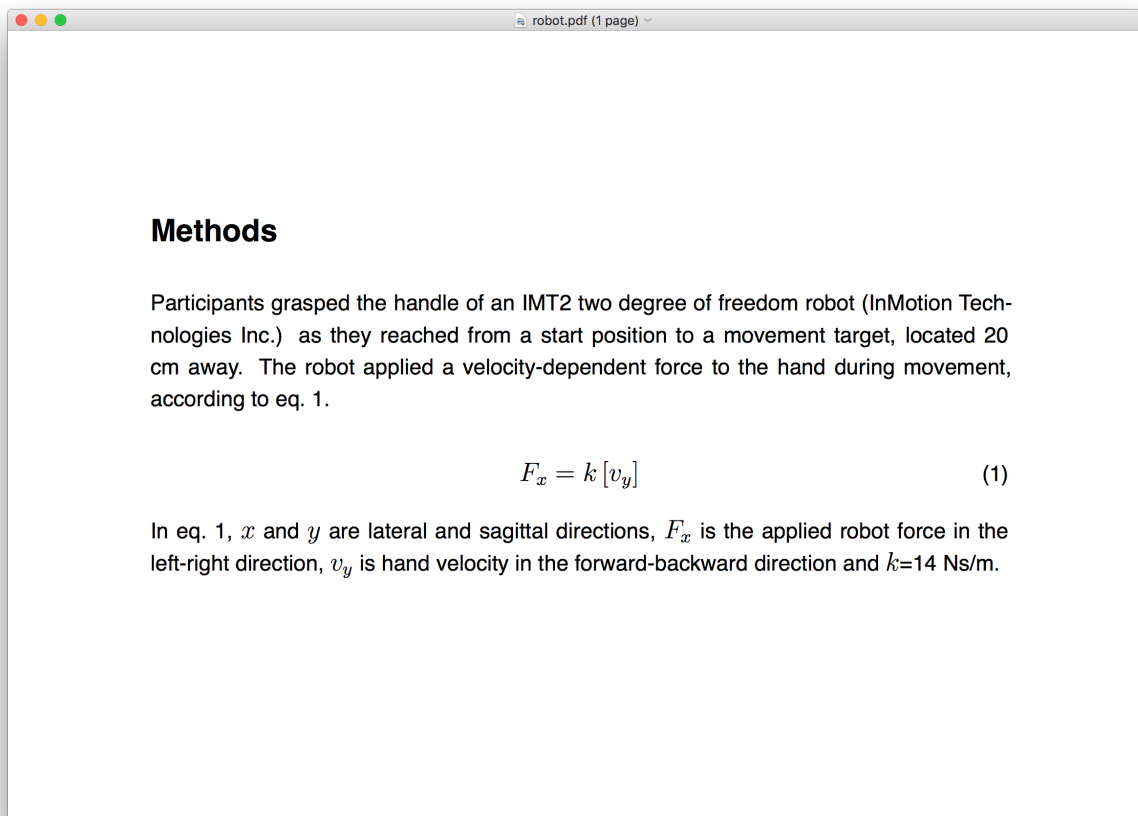 robot.pdf (1 page)
Methods
Participants grasped the handle of an IMT2 two degree of freedom robot (InMotion Tech-
nologies Inc.) as they reached from a start position to a movement target, located 20
cm away. The robot applied a velocity-dependent force to the hand during movement,
according to eq. 1.
F_x = k [v_y] (1)
In eq. 1, x and y are lateral and sagittal directions, F_x is the applied robot force in the
left-right direction, v_y is hand velocity in the forward-backward direction and k=14 Ns/m.